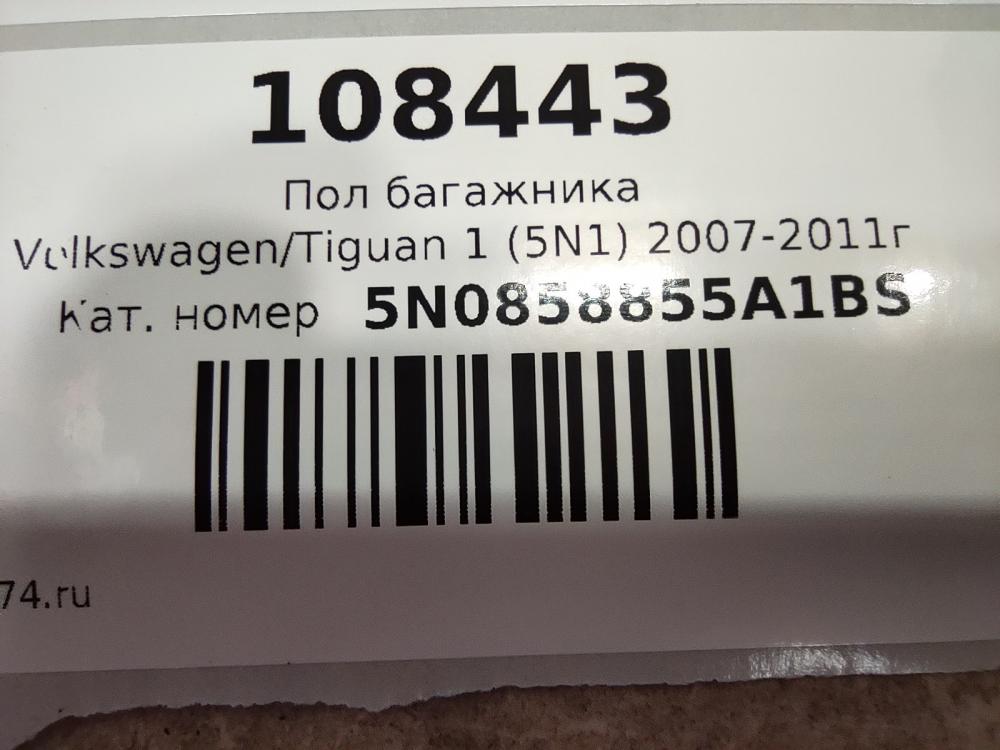 108443
Пол багажника
Volkswagen/Tiguan 1 (5N1) 2007-2011г
Кат. номер 5N0858855A1BS
74.ru